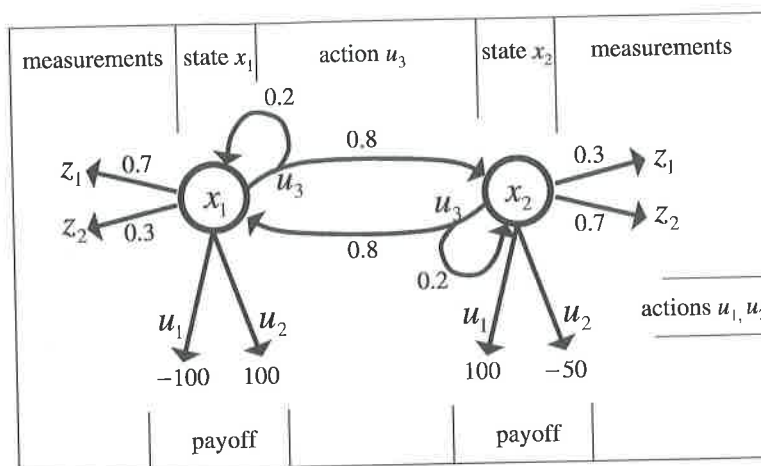 measurements state x₁ action u₃ state x₂ measurements
0.2
0.8
z₁ 0.7 u₃ 0.3 z₁
x₁ u₃ x₂
z₂ 0.3 0.8 0.7 z₂
0.2
u₁ u₂ u₁ u₂ actions u₁, u
−100 100 100 −50
payoff payoff